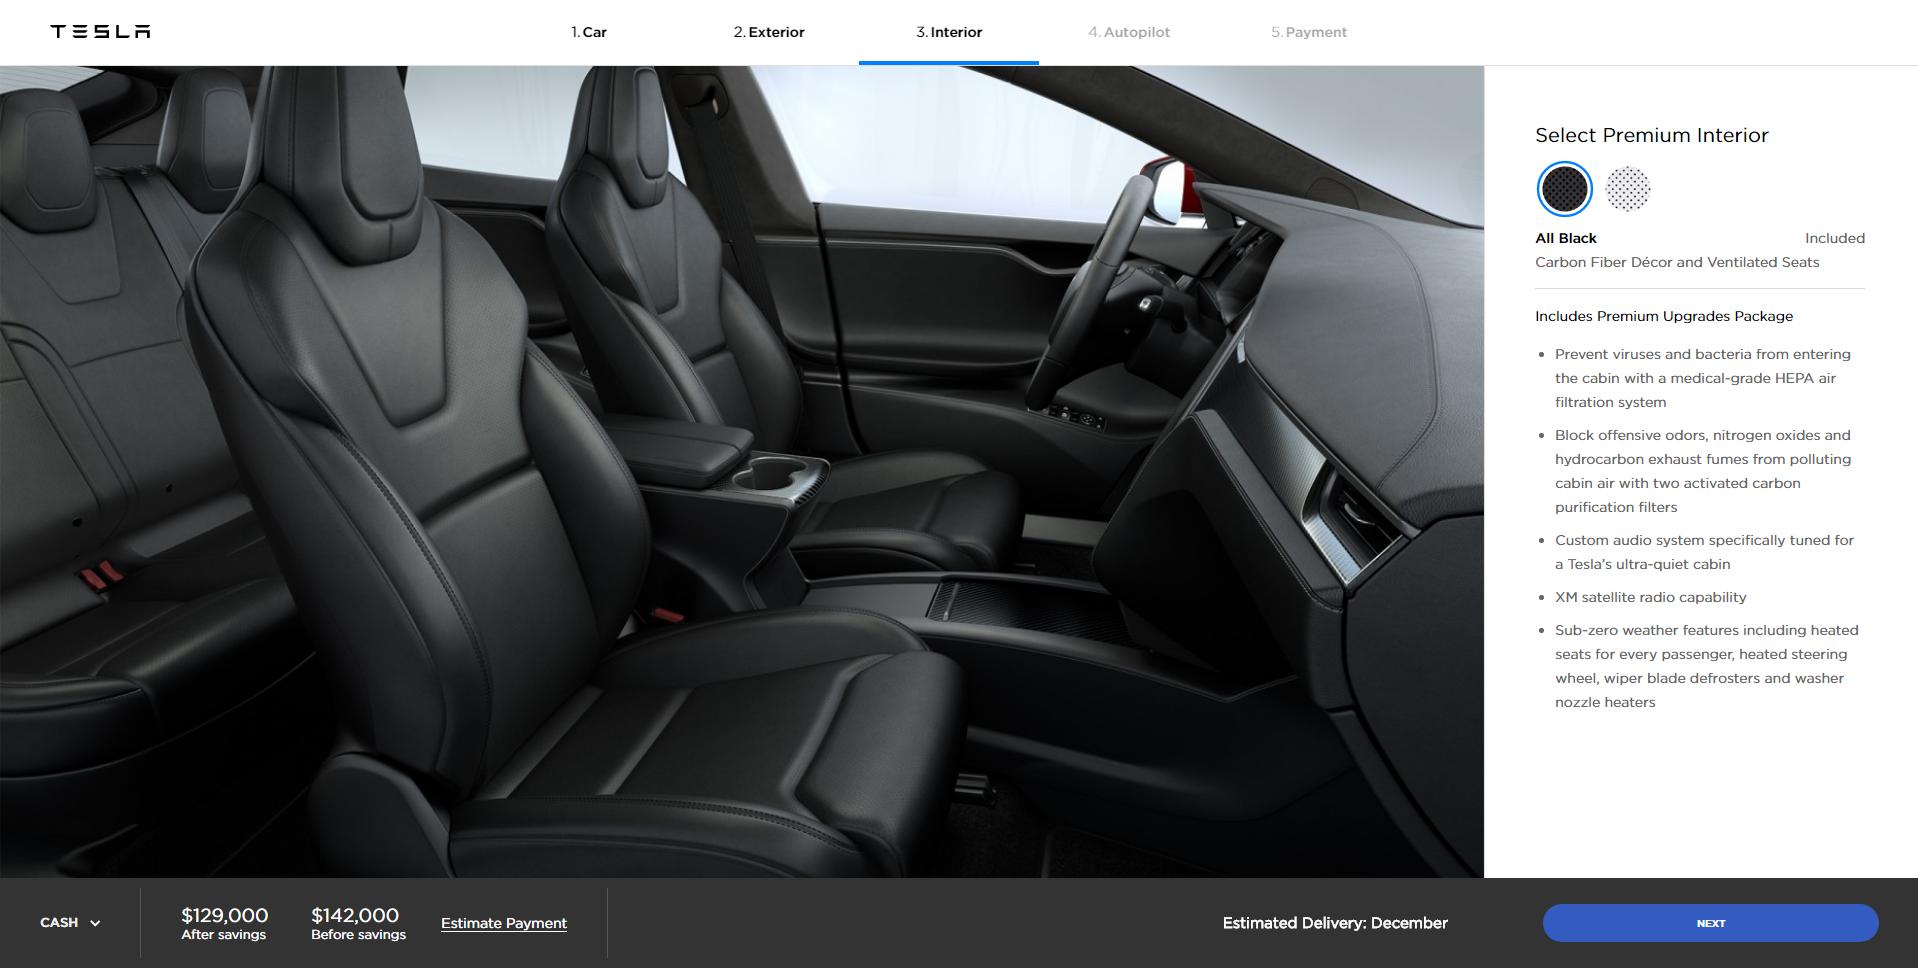 TESLA
1. Car
2. Exterior
3. Interior
4. Autopilot
5. Payment
Select Premium Interior
All Black
Included
Carbon Fiber Décor and Ventilated Seats
Includes Premium Upgrades Package
• Prevent viruses and bacteria from entering
the cabin with a medical-grade HEPA air
filtration system
• Block offensive odors, nitrogen oxides and
hydrocarbon exhaust fumes from polluting
cabin air with two activated carbon
purification filters
• Custom audio system specifically tuned for
a Tesla’s ultra-quiet cabin
• XM satellite radio capability
• Sub-zero weather features including heated
seats for every passenger, heated steering
wheel, wiper blade defrosters and washer
nozzle heaters
CASH
$129,000
After savings
$142,000
Before savings
Estimate Payment
Estimated Delivery: December
NEXT